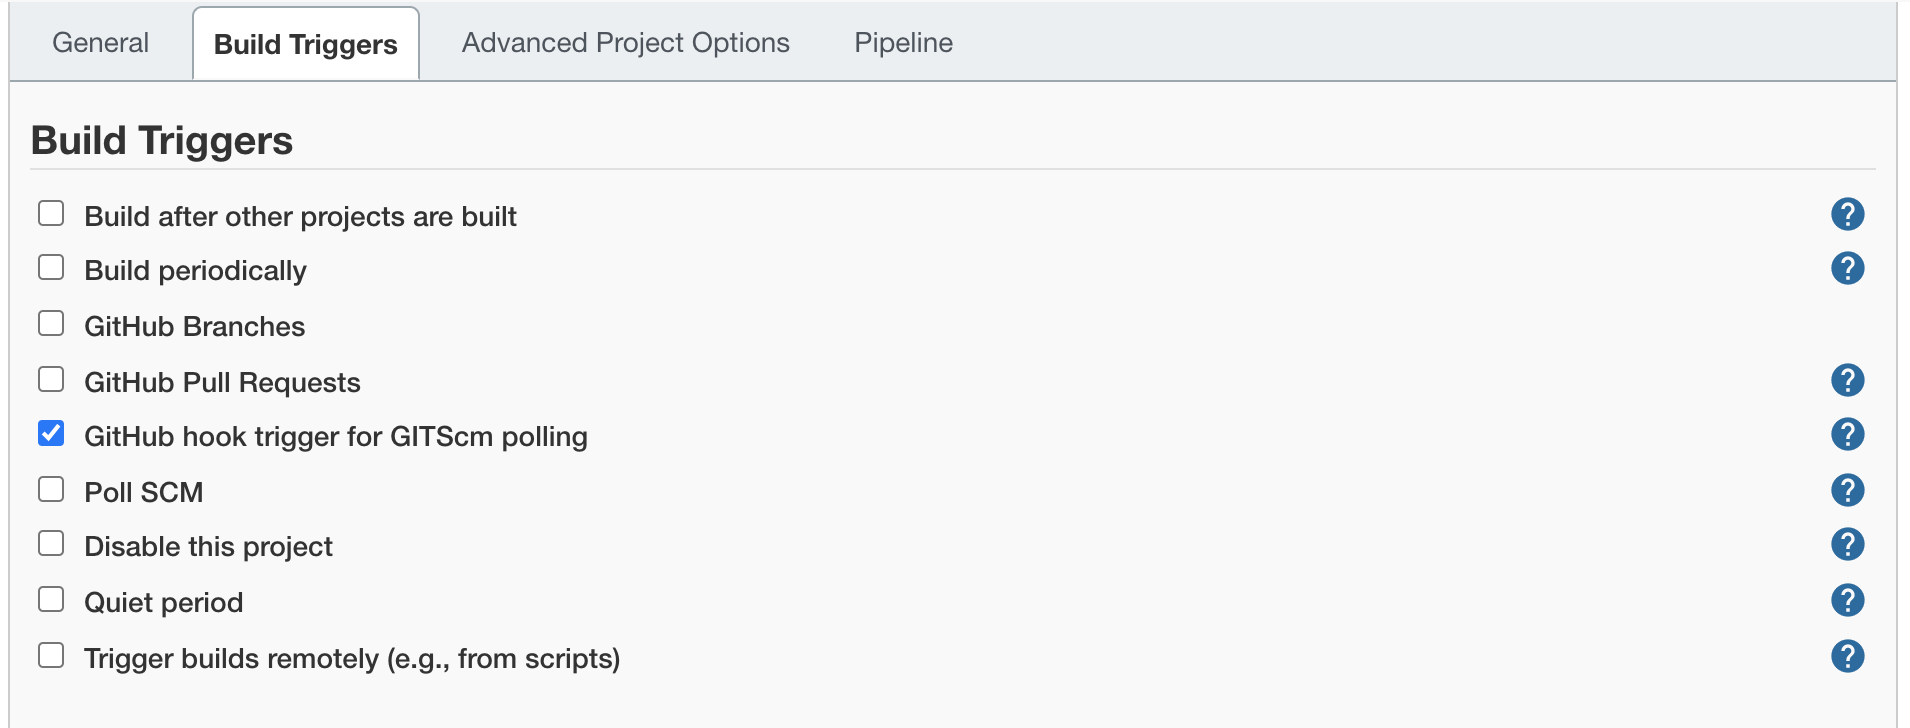 General Build Triggers Advanced Project Options Pipeline
Build Triggers
Build after other projects are built ?
Build periodically ?
GitHub Branches
GitHub Pull Requests ?
GitHub hook trigger for GITScm polling ?
Poll SCM ?
Disable this project ?
Quiet period ?
Trigger builds remotely (e.g., from scripts) ?